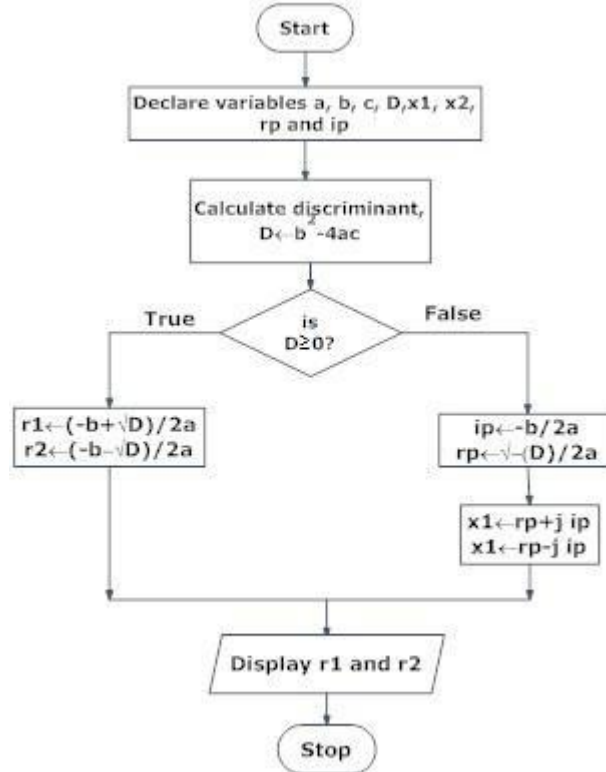 Start
Declare variables a, b, c, D,x1, x2,
rp and ip
Calculate discriminant,
D←b²-4ac
True
is
D≥0?
False
r1←(-b+√D)/2a
r2←(-b-√D)/2a
ip←-b/2a
rp←√-(D)/2a
x1←rp+j ip
x1←rp-j ip
Display r1 and r2
Stop